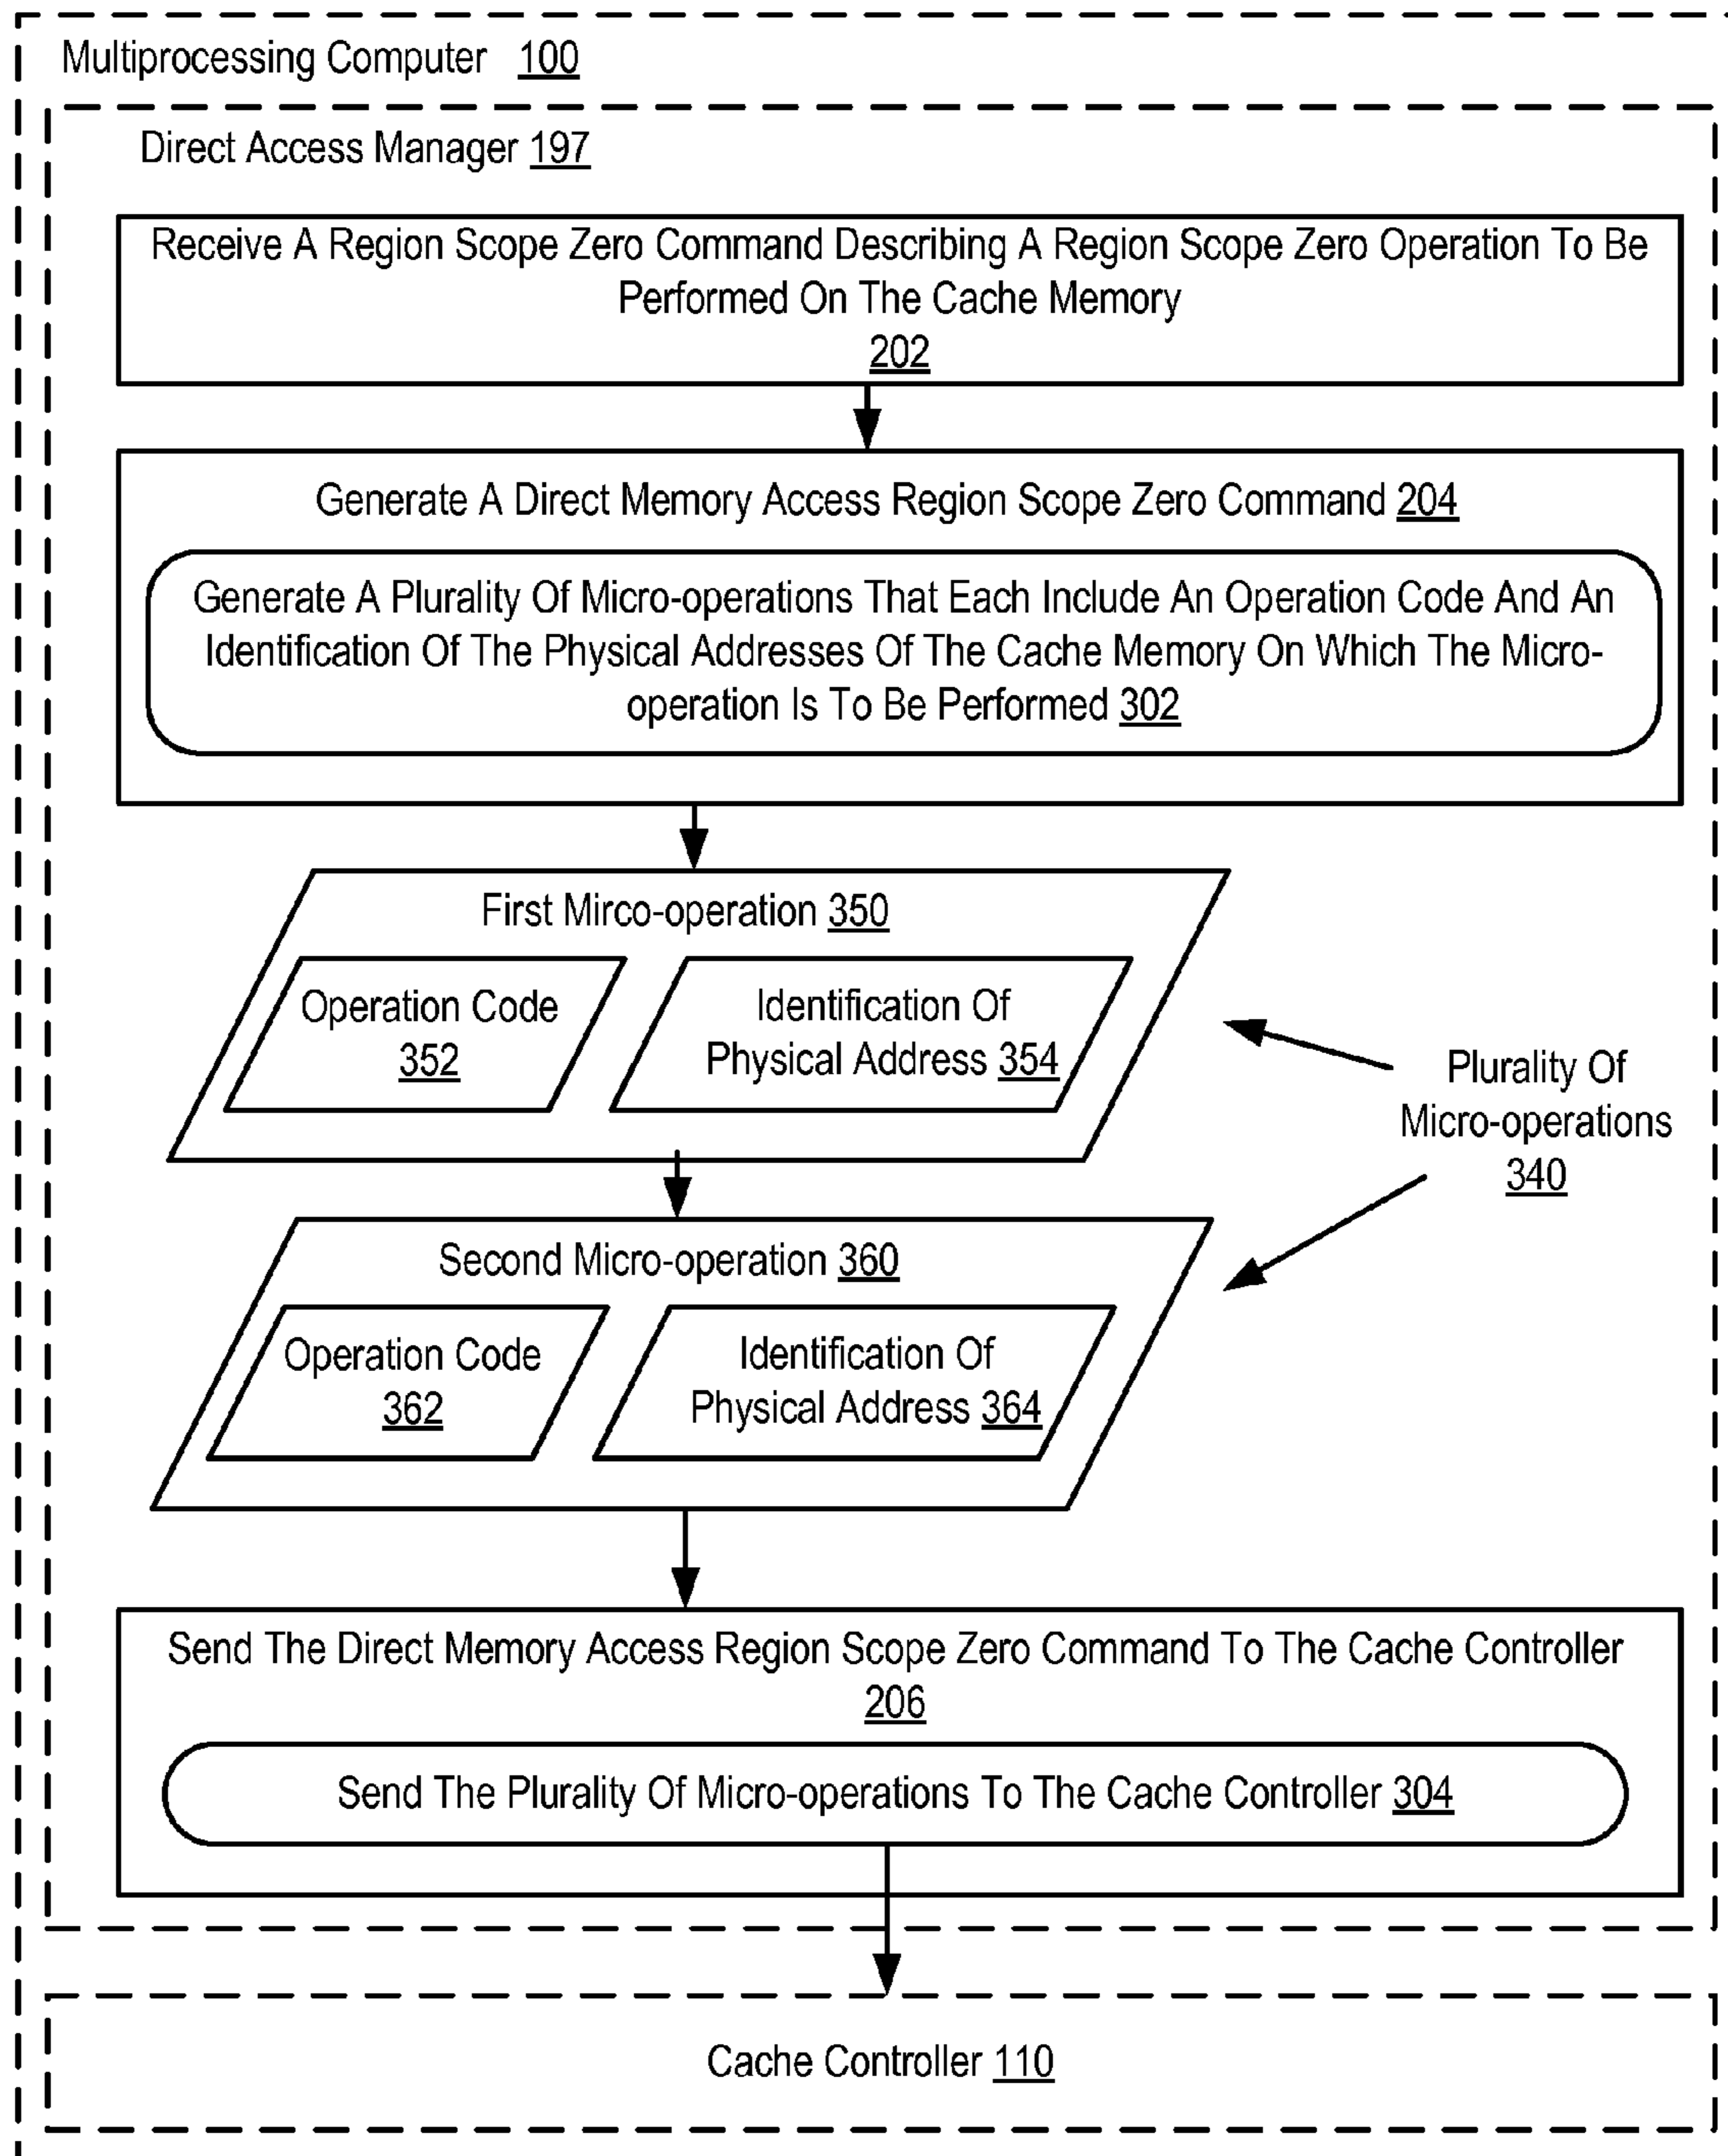 Multiprocessing Computer 100
Direct Access Manager 197
Receive A Region Scope Zero Command Describing A Region Scope Zero Operation To Be
Performed On The Cache Memory
202
Generate A Direct Memory Access Region Scope Zero Command 204
Generate A Plurality Of Micro-operations That Each Include An Operation Code And An
Identification Of The Physical Addresses Of The Cache Memory On Which The Micro-
operation Is To Be Performed 302
First Mirco-operation 350
Operation Code
352
Identification Of
Physical Address 354
Plurality Of
Micro-operations
340
Second Micro-operation 360
Operation Code
362
Identification Of
Physical Address 364
Send The Direct Memory Access Region Scope Zero Command To The Cache Controller
206
Send The Plurality Of Micro-operations To The Cache Controller 304
Cache Controller 110